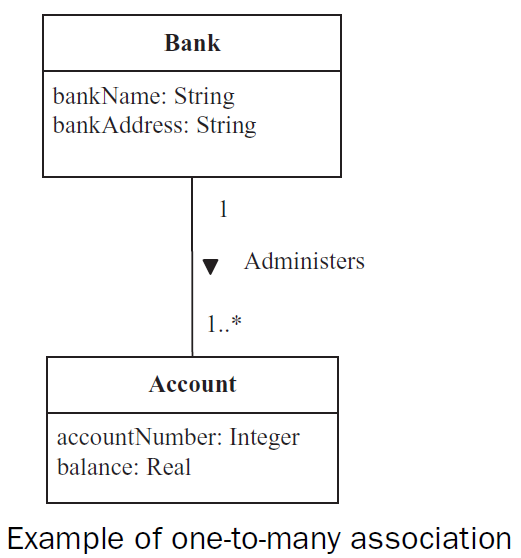 Bank
bankName: String
bankAddress: String
1
Administers
1..*
Account
accountNumber: Integer
balance: Real
Example of one-to-many association